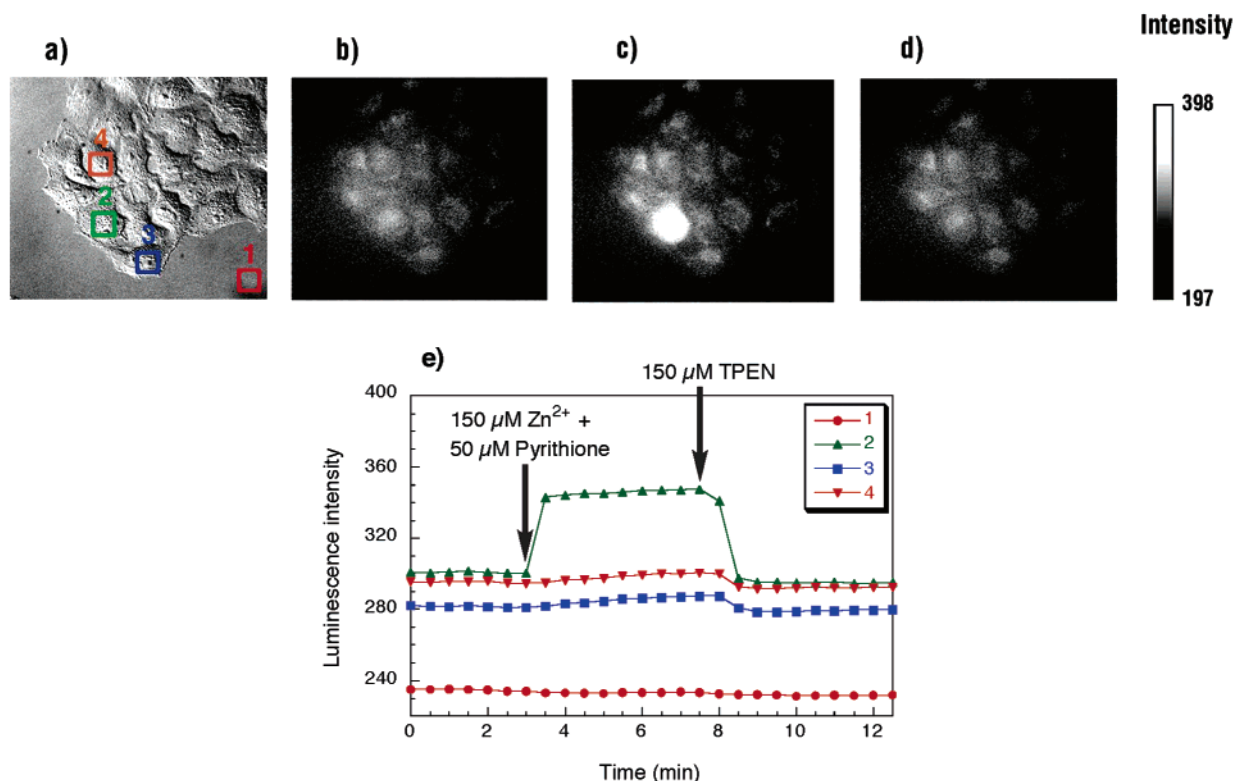 Intensity
a)
b)
c)
d)
398
197
4
2
3
1
e)
150 µM TPEN
150 µM Zn²⁺ +
50 µM Pyrithione
1
2
3
4
Luminescence intensity
400
360
320
280
240
0
2
4
6
8
10
12
Time (min)